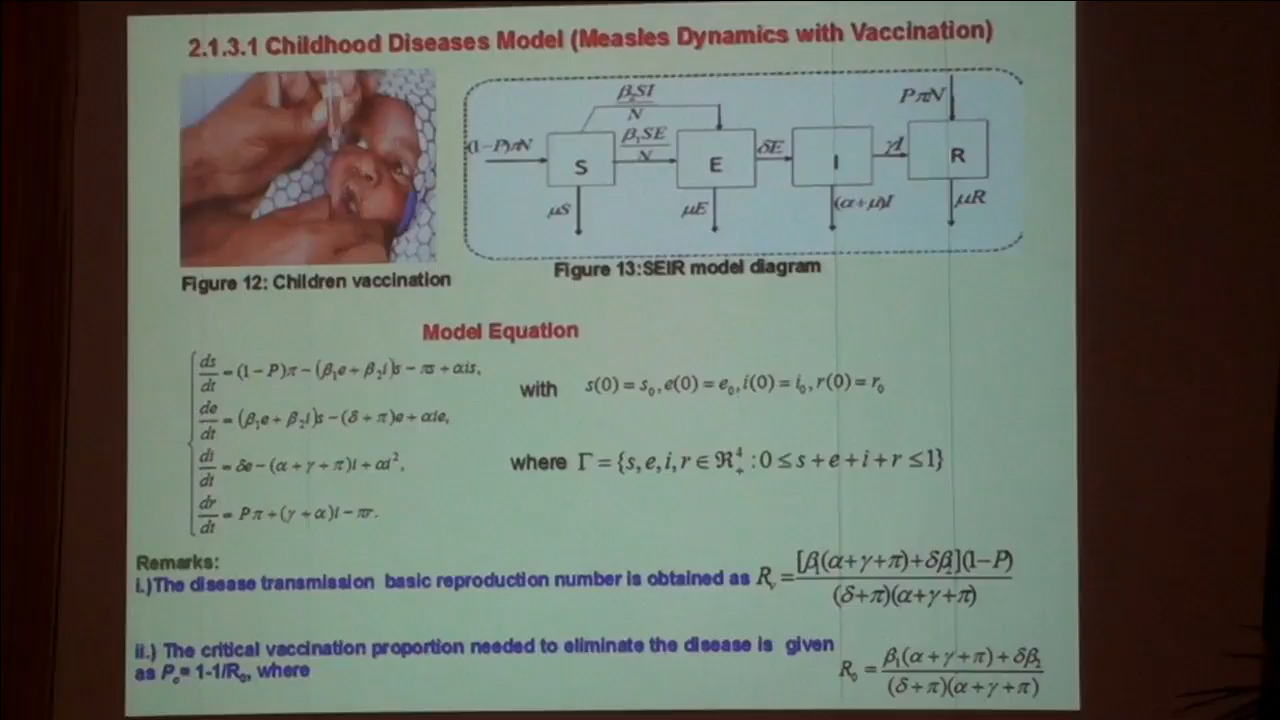 2.1.3.1 Childhood Diseases Model (Measles Dynamics with Vaccination)
(1-P)πN
β₂SI
N
β₁SE
N
δE
γI
PπN
S
E
I
R
μS
μE
(α+μ)I
μR
Figure 12: Children vaccination
Figure 13:SEIR model diagram
Model Equation
ds/dt = (1-P)π-(β₁e+β₂i)s-πs+αis,
de/dt = (β₁e+β₂i)s-(δ+π)e+αie,
di/dt = δe-(α+γ+π)i+αi²,
dr/dt = Pπ+(γ+α)i-πr.
with s(0)=s₀,e(0)=e₀,i(0)=i₀,r(0)=r₀
where Γ={s,e,i,r∈ℜ⁴₊:0≤s+e+i+r≤1}
Remarks:
i.)The disease transmission basic reproduction number is obtained as Rᵥ=[β₁(α+γ+π)+δβ₂](1-P)/(δ+π)(α+γ+π)
ii.) The critical vaccination proportion needed to eliminate the disease is given
as Pc= 1-1/R₀, where R₀=β₁(α+γ+π)+δβ₂/(δ+π)(α+γ+π)